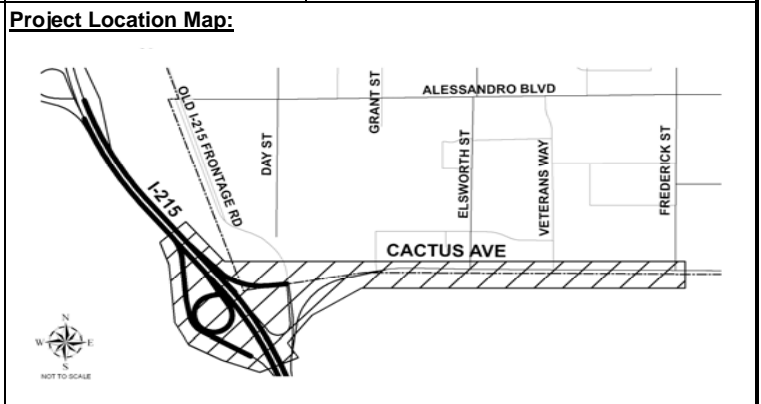 Project Location Map:
ALESSANDRO BLVD
OLD I-215 FRONTAGE RD
DAY ST
GRANT ST
ELSWORTH ST
VETERANS WAY
FREDERICK ST
I-215
CACTUS AVE
N
W E
S
NOT TO SCALE